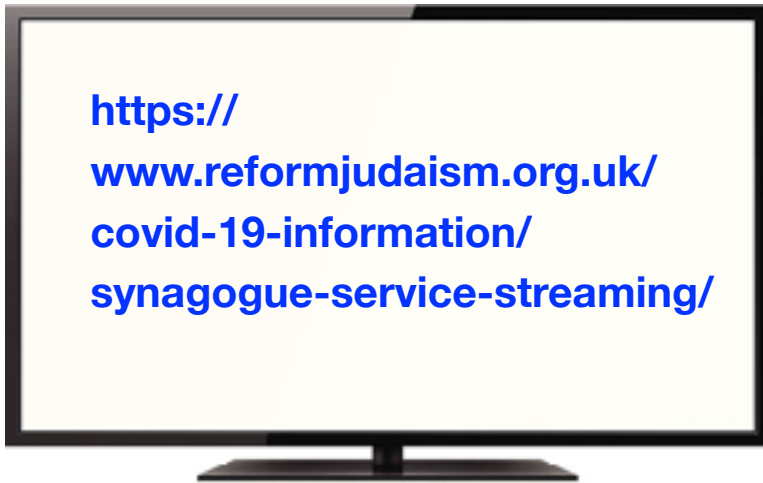 https://
www.reformjudaism.org.uk/
covid-19-information/
synagogue-service-streaming/